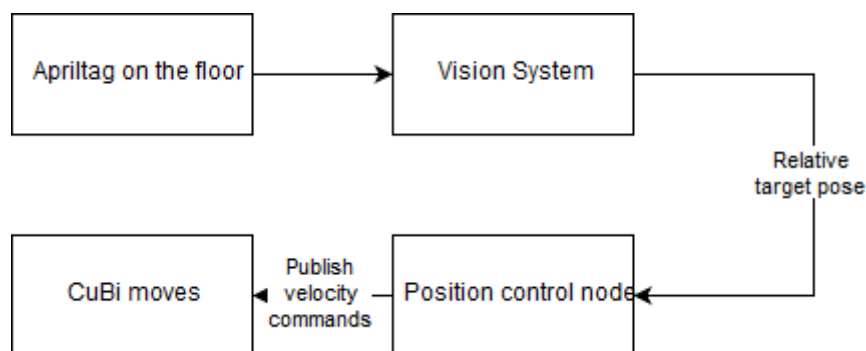 Apriltag on the floor
Vision System
Relative
target pose
Position control node
Publish
velocity
commands
CuBi moves